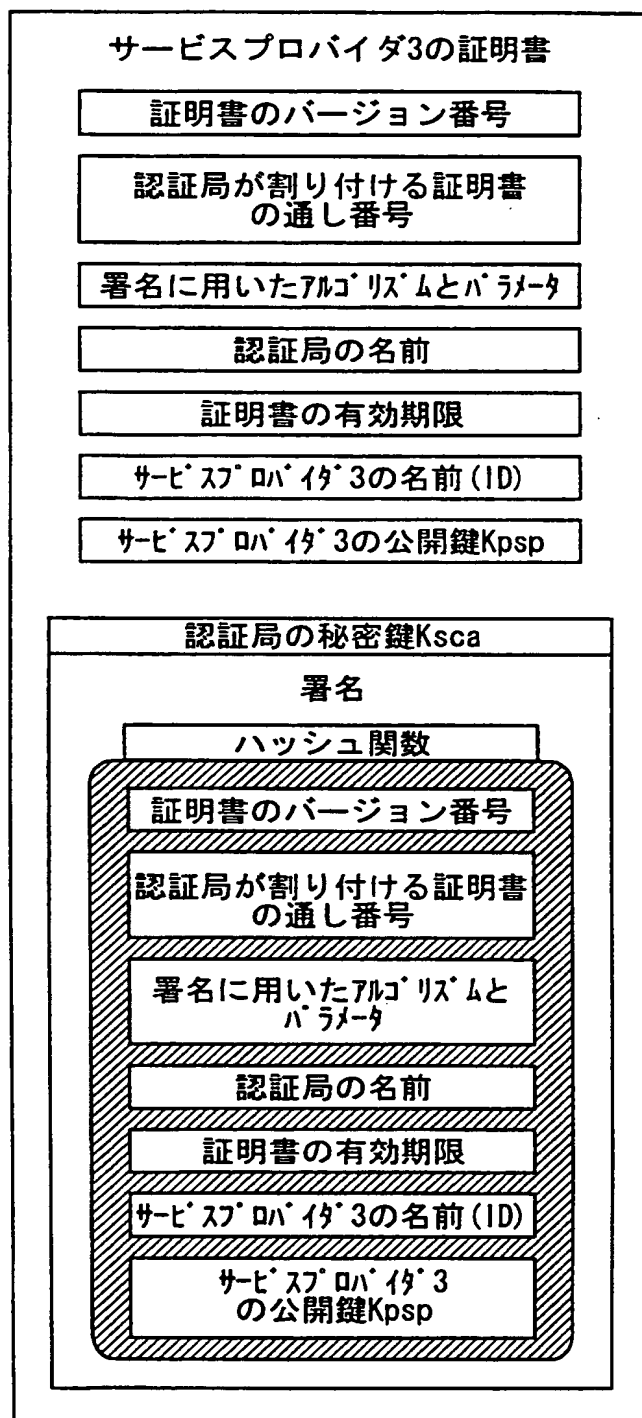 サービスプロバイダ3の証明書
証明書のバージョン番号
認証局が割り付ける証明書
の通し番号
署名に用いたｱﾙｺﾞﾘｽﾞﾑとﾊﾟﾗﾒｰﾀ
認証局の名前
証明書の有効期限
ｻｰﾋﾞｽﾌﾟﾛﾊﾞｲﾀﾞ3の名前(ID)
ｻｰﾋﾞｽﾌﾟﾛﾊﾞｲﾀﾞ3の公開鍵Kpsp
認証局の秘密鍵Ksca
署名
ハッシュ関数
証明書のバージョン番号
認証局が割り付ける証明書
の通し番号
署名に用いたｱﾙｺﾞﾘｽﾞﾑと
ﾊﾟﾗﾒｰﾀ
認証局の名前
証明書の有効期限
ｻｰﾋﾞｽﾌﾟﾛﾊﾞｲﾀﾞ3の名前(ID)
ｻｰﾋﾞｽﾌﾟﾛﾊﾞｲﾀﾞ3
の公開鍵Kpsp